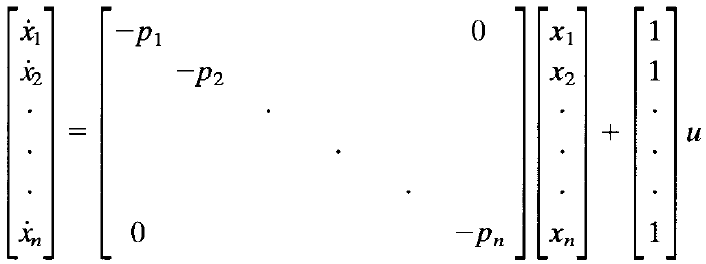 ẋ₁ −p₁ 0 x₁ 1
ẋ₂ −p₂ x₂ 1
. . . .
. = . . + . u
. . . .
ẋₙ 0 −pₙ xₙ 1